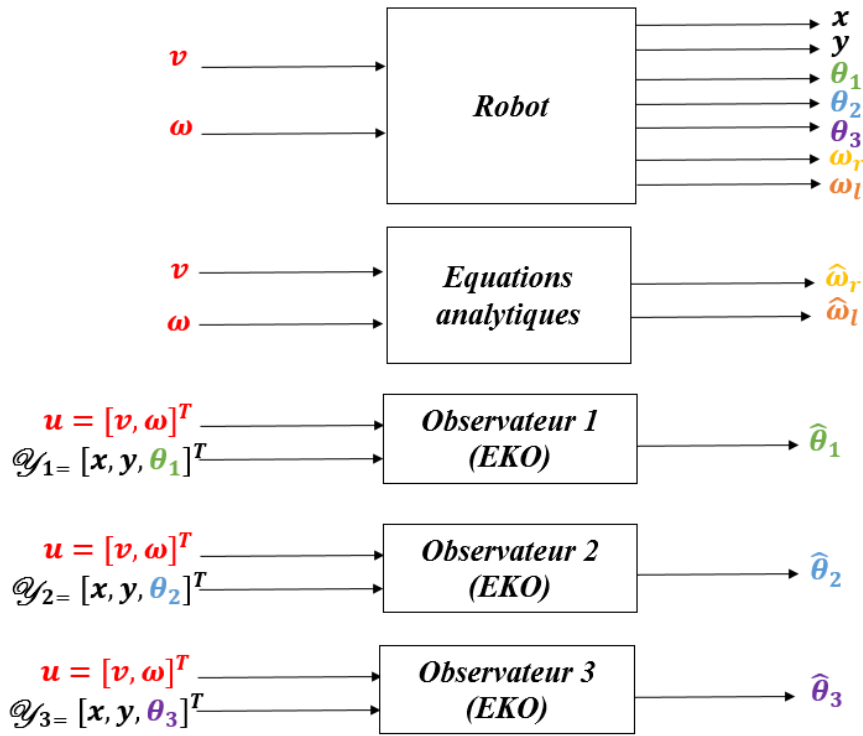 v
ω
Robot
x
y
θ₁
θ₂
θ₃
ωᵣ
ωₗ
v
ω
Equations
analytiques
ω̂ᵣ
ω̂ₗ
u = [v, ω]ᵀ
𝒴₁₌ [x, y, θ₁]ᵀ
Observateur 1
(EKO)
θ̂₁
u = [v, ω]ᵀ
𝒴₂₌ [x, y, θ₂]ᵀ
Observateur 2
(EKO)
θ̂₂
u = [v, ω]ᵀ
𝒴₃₌ [x, y, θ₃]ᵀ
Observateur 3
(EKO)
θ̂₃